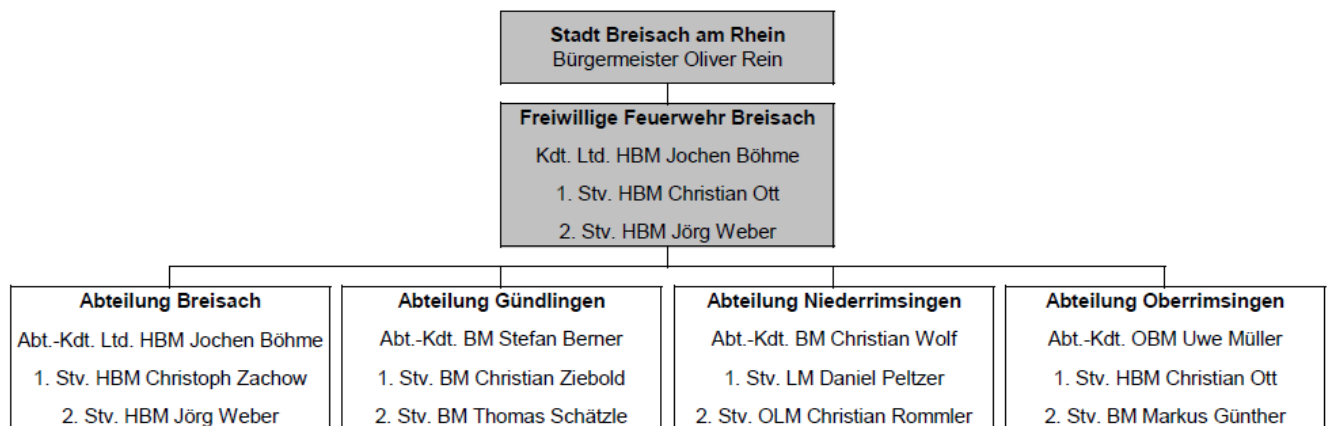 Stadt Breisach am Rhein
Bürgermeister Oliver Rein
Freiwillige Feuerwehr Breisach
Kdt. Ltd. HBM Jochen Böhme
1. Stv. HBM Christian Ott
2. Stv. HBM Jörg Weber
Abteilung Breisach
Abt.-Kdt. Ltd. HBM Jochen Böhme
1. Stv. HBM Christoph Zachow
2. Stv. HBM Jörg Weber
Abteilung Gündlingen
Abt.-Kdt. BM Stefan Berner
1. Stv. BM Christian Ziebold
2. Stv. BM Thomas Schätzle
Abteilung Niederrimsingen
Abt.-Kdt. BM Christian Wolf
1. Stv. LM Daniel Peltzer
2. Stv. OLM Christian Rommler
Abteilung Oberrimsingen
Abt.-Kdt. OBM Uwe Müller
1. Stv. HBM Christian Ott
2. Stv. BM Markus Günther